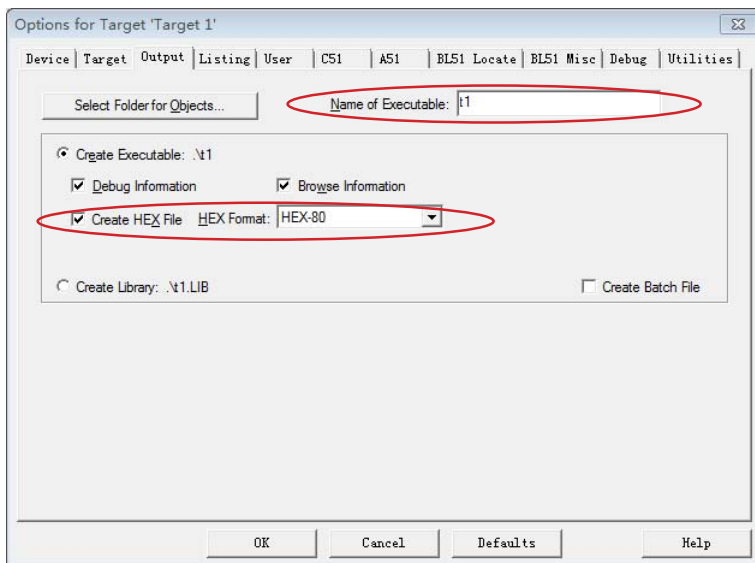 Options for Target 'Target 1'
Device Target Output Listing User C51 A51 BL51 Locate BL51 Misc Debug Utilities
Select Folder for Objects... Name of Executable: t1
Create Executable: .\t1
Debug Information Browse Information
Create HEX File HEX Format: HEX-80
Create Library: .\t1.LIB Create Batch File
OK Cancel Defaults Help